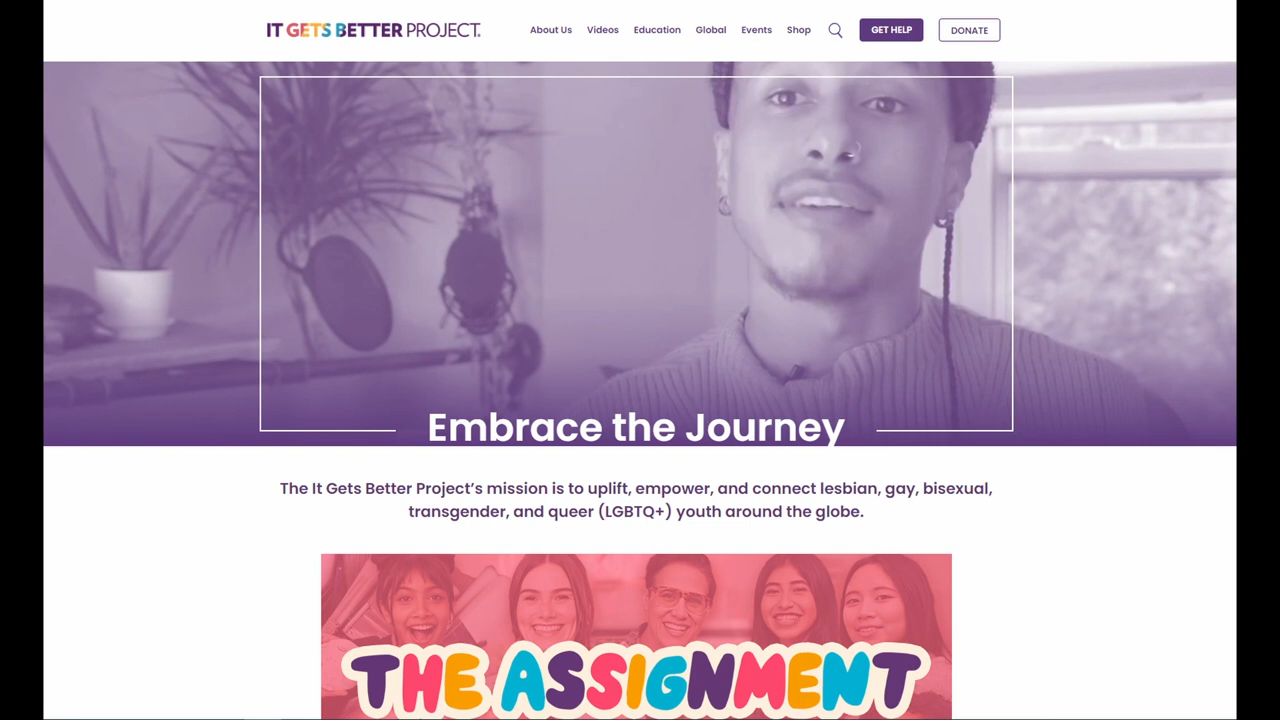 IT GETS BETTER PROJECT
About Us Videos Education Global Events Shop GET HELP DONATE
Embrace the Journey
The It Gets Better Project’s mission is to uplift, empower, and connect lesbian, gay, bisexual,
transgender, and queer (LGBTQ+) youth around the globe.
THE ASSIGNMENT